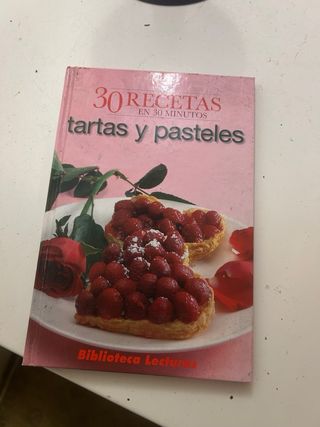 30 RECETAS
EN 30 MINUTOS
tartas y pasteles
Biblioteca Lecturas